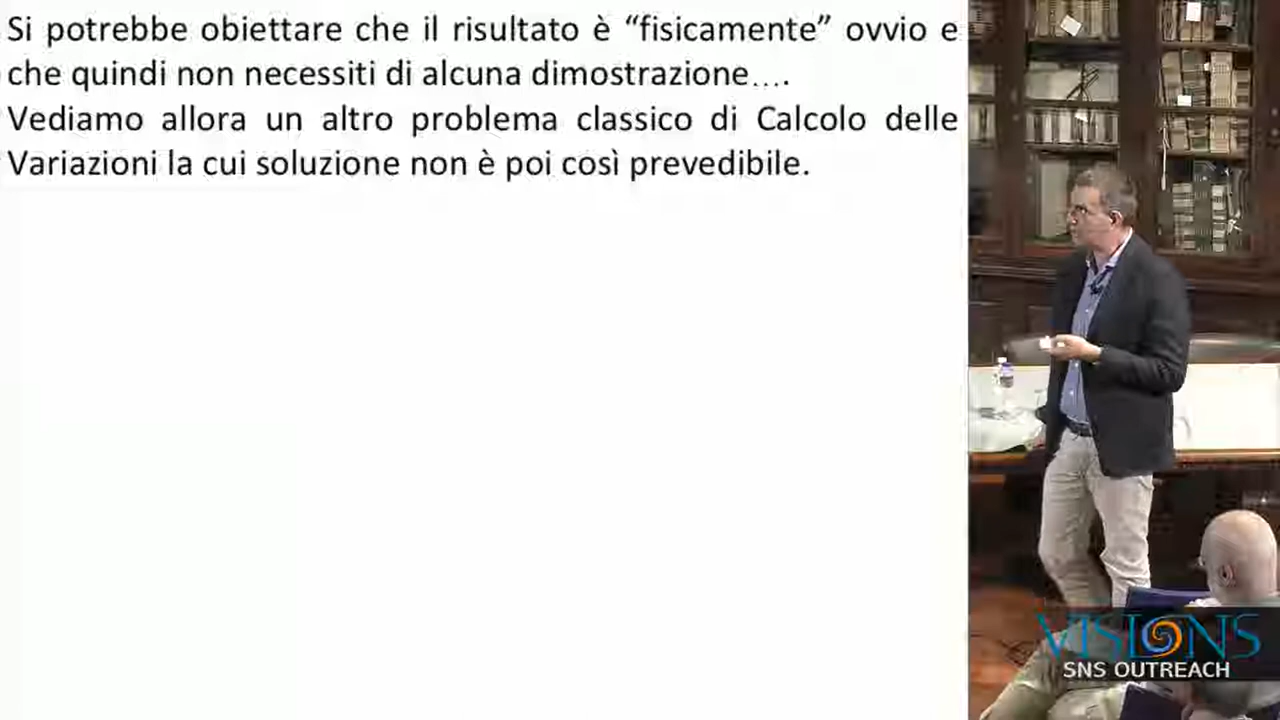 Si potrebbe obiettare che il risultato è “fisicamente” ovvio e
che quindi non necessiti di alcuna dimostrazione….
Vediamo allora un altro problema classico di Calcolo delle
Variazioni la cui soluzione non è poi così prevedibile.
VISIONS
SNS OUTREACH